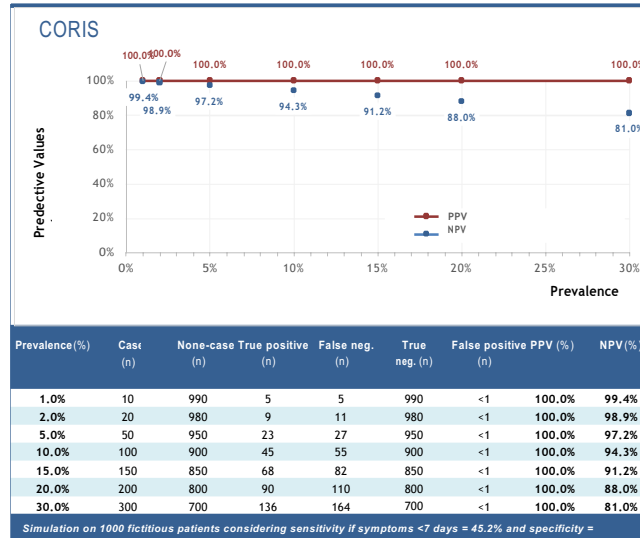 CORIS
100.0% 100.0% 100.0% 100.0% 100.0% 100.0% 100.0%
100%
99.4% 98.9% 97.2% 94.3% 91.2% 88.0% 81.0%
80%
60%
40%
20%
0%
Predective Values
PPV
NPV
0% 5% 10% 15% 20% 25% 30%
Prevalence
Prevalence (%) Case (n) None-case (n) True positive (n) False neg. (n) True neg. (n) False positive (n) PPV (%) NPV (%)
1.0% 10 990 5 5 990 <1 100.0% 99.4%
2.0% 20 980 9 11 980 <1 100.0% 98.9%
5.0% 50 950 23 27 950 <1 100.0% 97.2%
10.0% 100 900 45 55 900 <1 100.0% 94.3%
15.0% 150 850 68 82 850 <1 100.0% 91.2%
20.0% 200 800 90 110 800 <1 100.0% 88.0%
30.0% 300 700 136 164 700 <1 100.0% 81.0%
Simulation on 1000 fictitious patients considering sensitivity if symptoms <7 days = 45.2% and specificity =